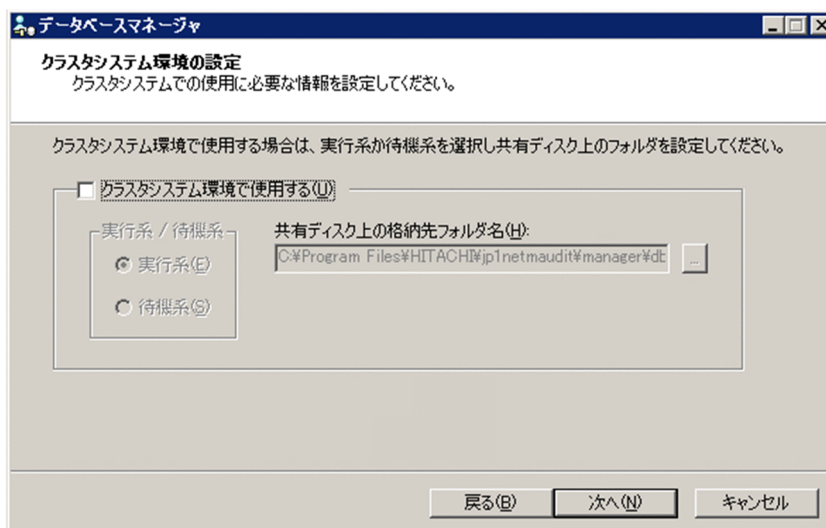 データベースマネージャ
クラスタシステム環境の設定
クラスタシステムでの使用に必要な情報を設定してください。
クラスタシステム環境で使用する場合は、実行系か待機系を選択し共有ディスク上のフォルダを設定してください。
クラスタシステム環境で使用する(U)
実行系 / 待機系
実行系(E)
待機系(S)
共有ディスク上の格納先フォルダ名(H):
C:¥Program Files¥HITACHI¥jp1netmaudit¥manager¥db
...
戻る(B)
次へ(N)
キャンセル